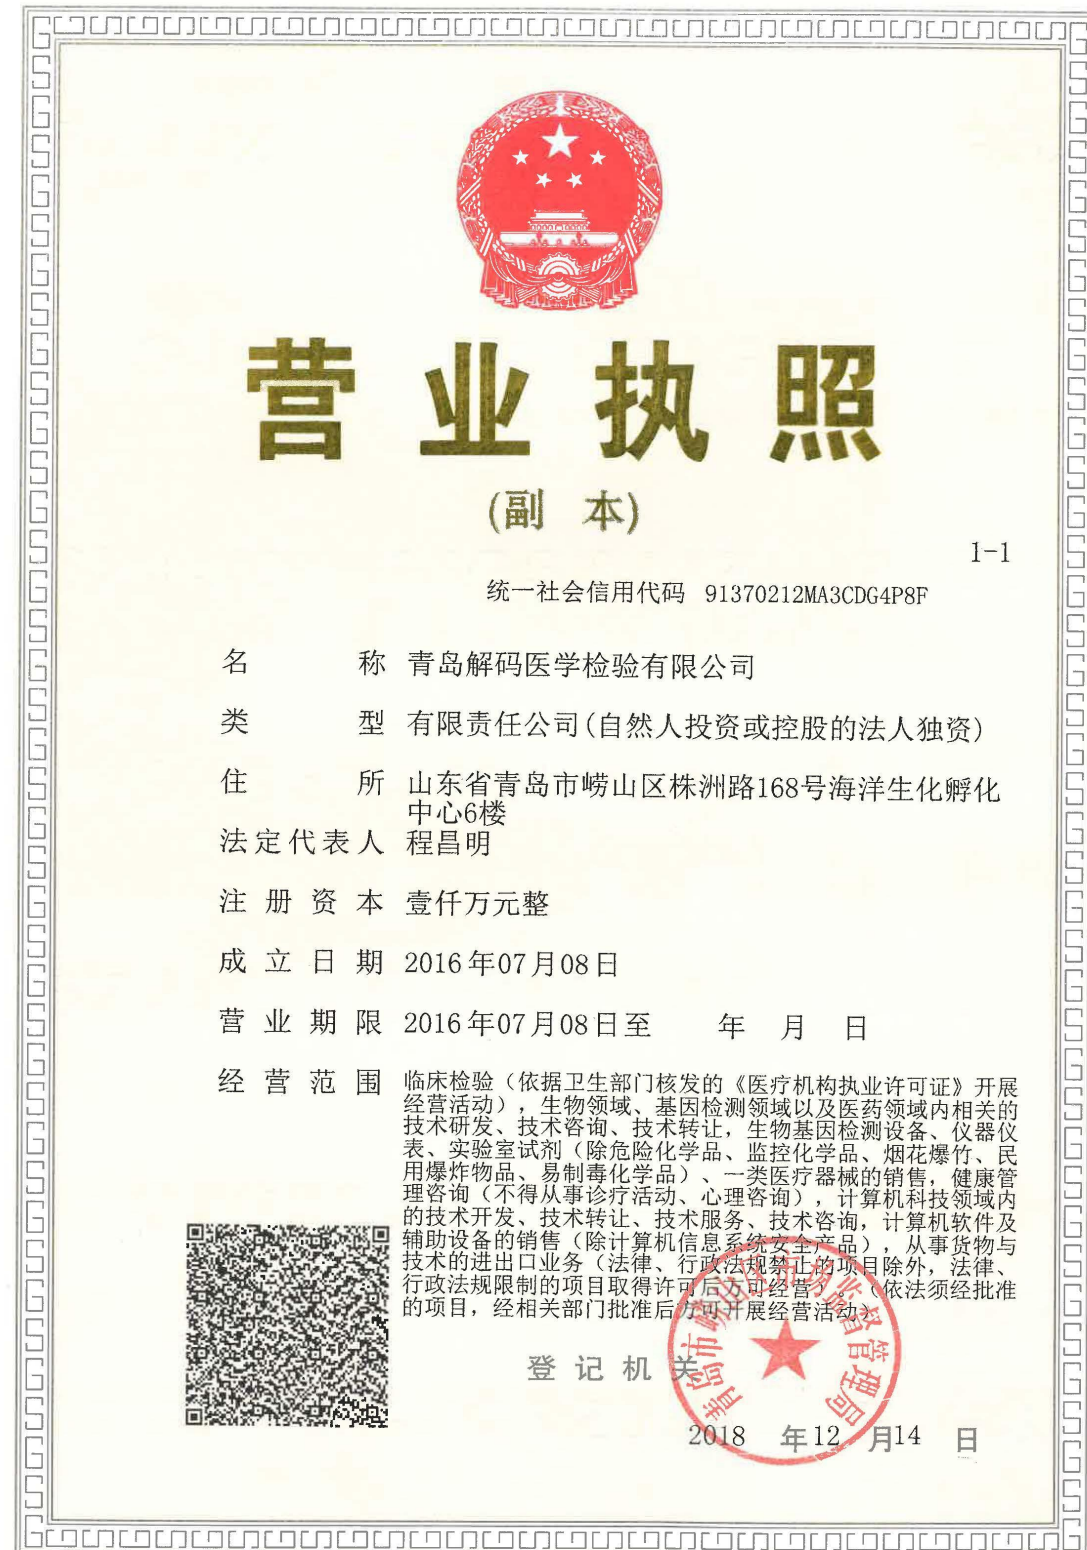 营业执照
(副 本)
1-1
统一社会信用代码 91370212MA3CDG4P8F
名 称 青岛解码医学检验有限公司
类 型 有限责任公司(自然人投资或控股的法人独资)
住 所 山东省青岛市崂山区株洲路168号海洋生化孵化
中心6楼
法定代表人 程昌明
注册资本 壹仟万元整
成立日期 2016年07月08日
营业期限 2016年07月08日至 年 月 日
经营范围 临床检验（依据卫生部门核发的《医疗机构执业许可证》开展
经营活动），生物领域、基因检测领域以及医药领域内相关的
技术研发、技术咨询、技术转让，生物基因检测设备、仪器仪
表、实验室试剂（除危险化学品、监控化学品、烟花爆竹、民
用爆炸物品、易制毒化学品）、一类医疗器械的销售，健康管
理咨询（不得从事诊疗活动、心理咨询），计算机科技领域内
的技术开发、技术转让、技术服务、技术咨询，计算机软件及
辅助设备的销售（除计算机信息系统安全产品），从事货物与
技术的进出口业务（法律、行政法规禁止的项目除外，法律、
行政法规限制的项目取得许可后方可经营）。（依法须经批准
的项目，经相关部门批准后方可开展经营活动）
登记机关
青岛市崂山区市场监督管理局
2018 年12 月14 日